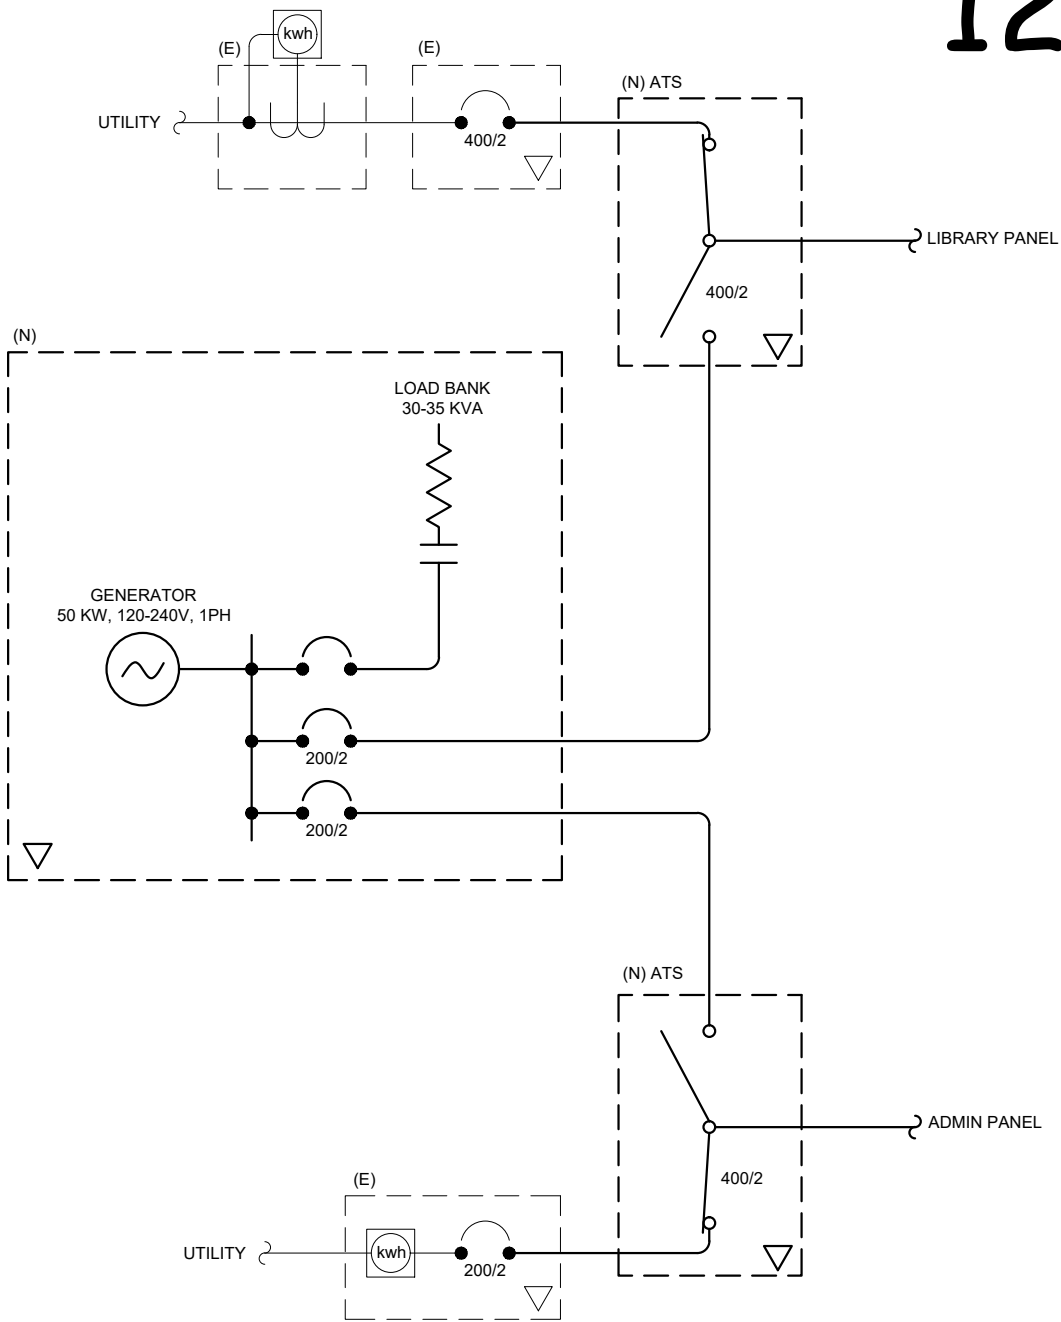 12
kwh
(E)
(E)
(N) ATS
UTILITY
400/2
LIBRARY PANEL
400/2
(N)
LOAD BANK
30-35 KVA
GENERATOR
50 KW, 120-240V, 1PH
200/2
200/2
(N) ATS
ADMIN PANEL
400/2
(E)
UTILITY
kwh
200/2